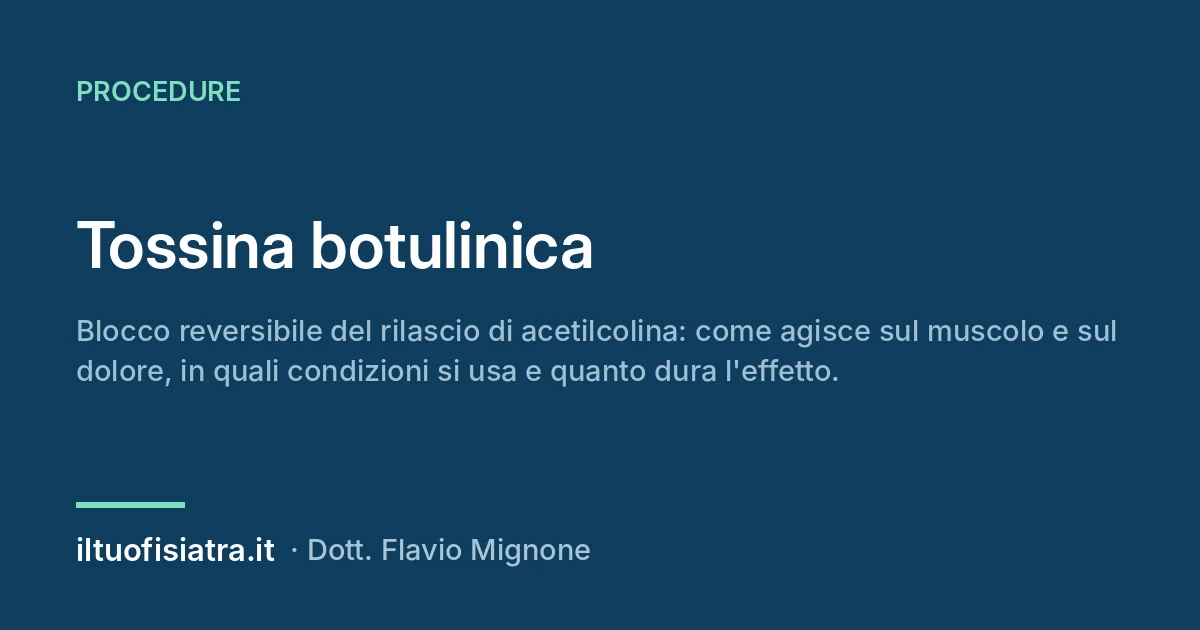 PROCEDURE
Tossina botulinica
Blocco reversibile del rilascio di acetilcolina: come agisce sul muscolo e sul
dolore, in quali condizioni si usa e quanto dura l'effetto.
iltuofisiatra.it · Dott. Flavio Mignone